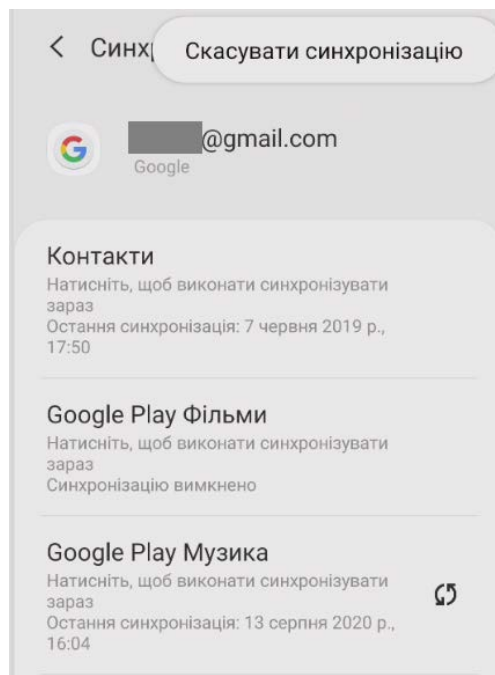 Синх
Скасувати синхронізацію
@gmail.com
Google
Контакти
Натисніть, щоб виконати синхронізувати
зараз
Остання синхронізація: 7 червня 2019 р.,
17:50
Google Play Фільми
Натисніть, щоб виконати синхронізувати
зараз
Синхронізацію вимкнено
Google Play Музика
Натисніть, щоб виконати синхронізувати
зараз
Остання синхронізація: 13 серпня 2020 р.,
16:04